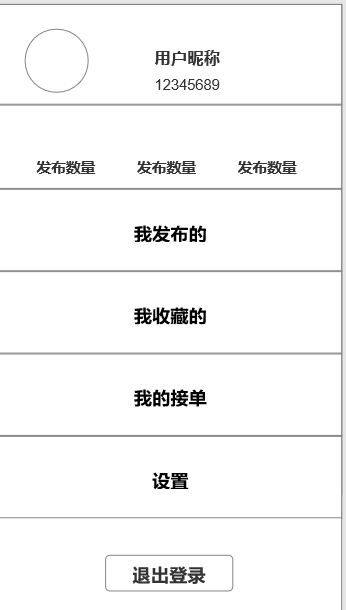 用户昵称
12345689
发布数量 发布数量 发布数量
我发布的
我收藏的
我的接单
设置
退出登录